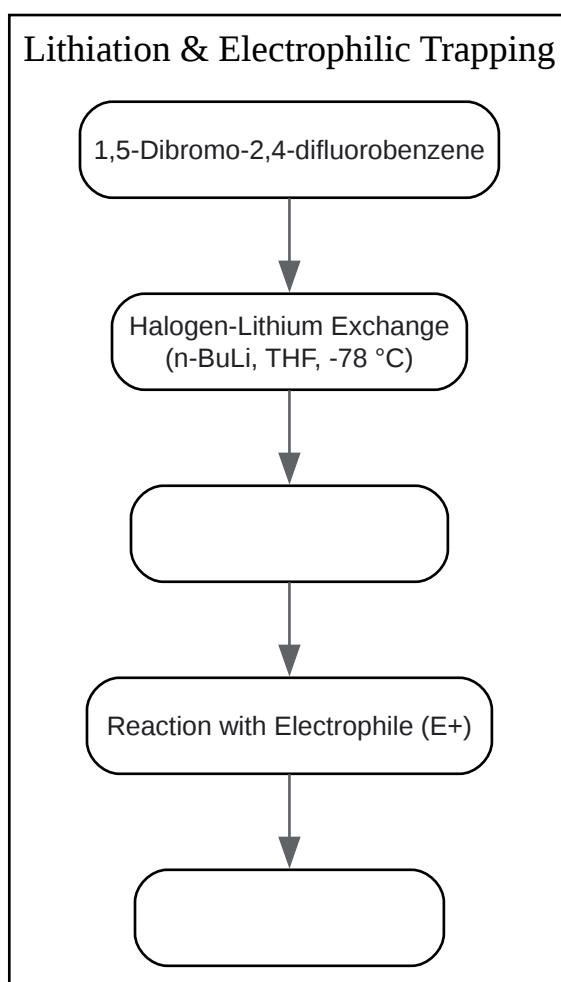 Lithiation & Electrophilic Trapping
1,5-Dibromo-2,4-difluorobenzene
Halogen-Lithium Exchange
(n-BuLi, THF, -78 °C)
Reaction with Electrophile (E+)